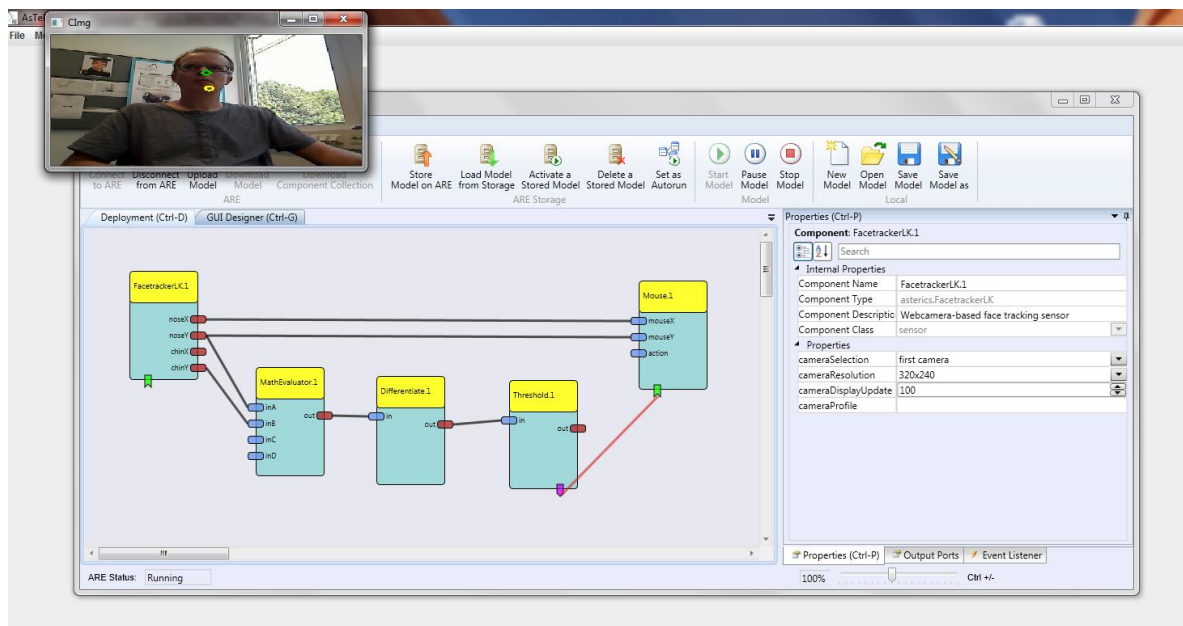 AsTe
CImg
File M
Connect to ARE
Disconnect from ARE
Upload Model
Download Model
Download Component Collection
Store Model on ARE
Load Model from Storage
Activate a Stored Model
Delete a Stored Model
Set as Autorun
Start Model
Pause Model
Stop Model
New Model
Open Model
Save Model
Save Model as
ARE
ARE Storage
Model
Local
Deployment (Ctrl-D)
GUI Designer (Ctrl-G)
FacetrackerLK.1
noseX
noseY
chinX
chinY
MathEvaluator.1
inA
inB
inC
inD
out
Differentiate.1
in
out
Threshold.1
in
out
Mouse.1
mouseX
mouseY
action
Properties (Ctrl-P)
Component: FacetrackerLK.1
Search
Internal Properties
Component Name FacetrackerLK.1
Component Type asterics.FacetrackerLK
Component Descriptic Webcamera-based face tracking sensor
Component Class sensor
Properties
cameraSelection first camera
cameraResolution 320x240
cameraDisplayUpdate 100
cameraProfile
Properties (Ctrl-P) Output Ports Event Listener
ARE Status: Running
100% Ctrl +/-